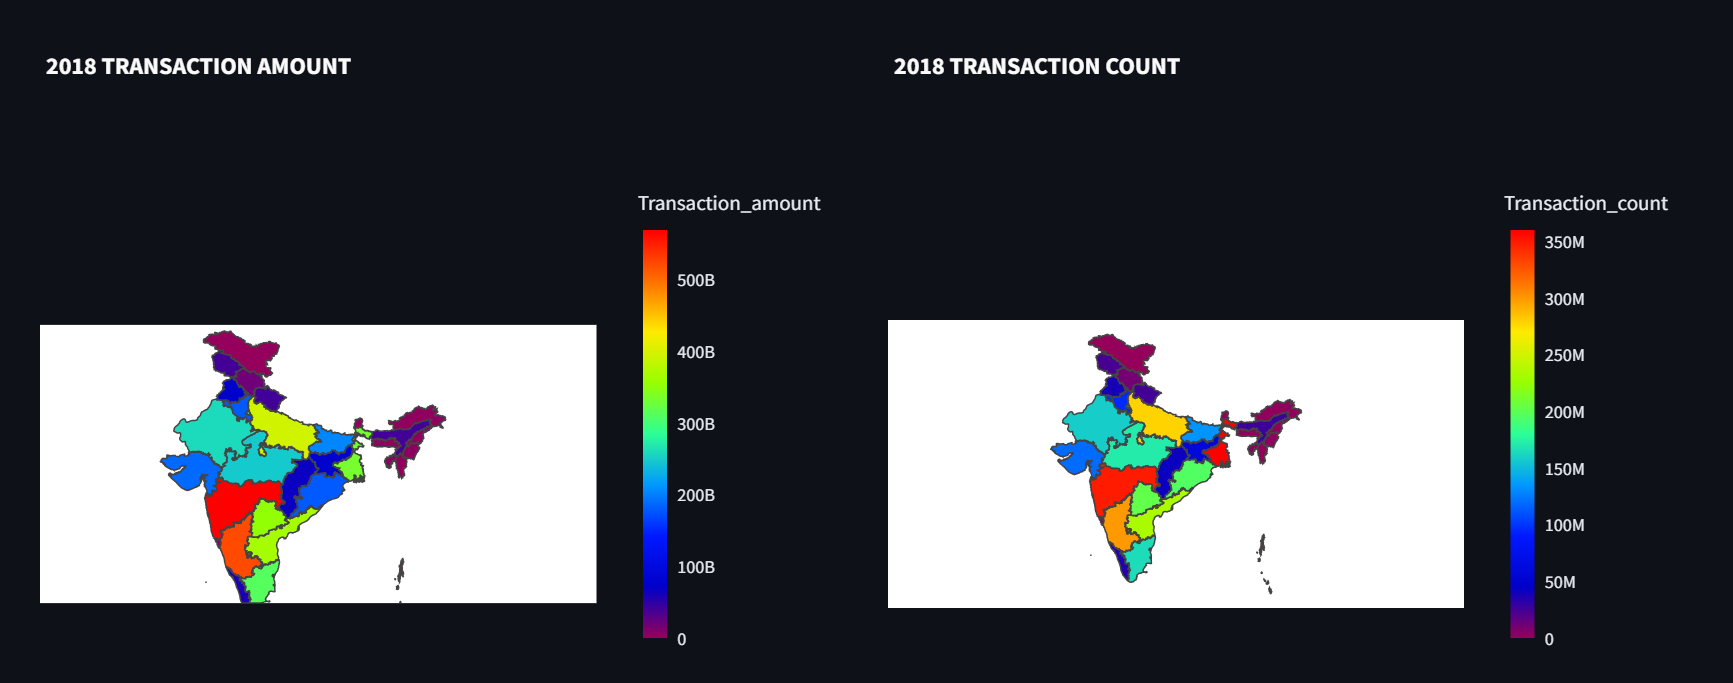 2018 TRANSACTION AMOUNT
Transaction_amount
500B
400B
300B
200B
100B
0
2018 TRANSACTION COUNT
Transaction_count
350M
300M
250M
200M
150M
100M
50M
0